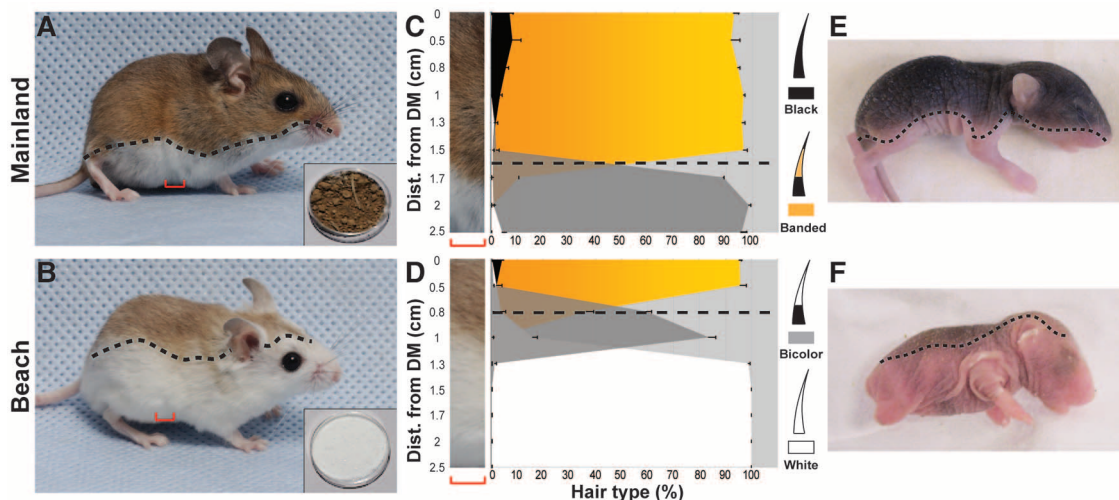 Mainland
A
C
Dist. from DM (cm)
0
0.5
0.8
1
1.3
1.5
1.7
2
2.5
0 10 20 30 40 50 60 70 80 90 100
Black
Banded
E
Beach
B
D
Dist. from DM (cm)
0
0.5
0.8
1
1.3
1.5
1.7
2
2.5
0 10 20 30 40 50 60 70 80 90 100
Hair type (%)
Bicolor
White
F